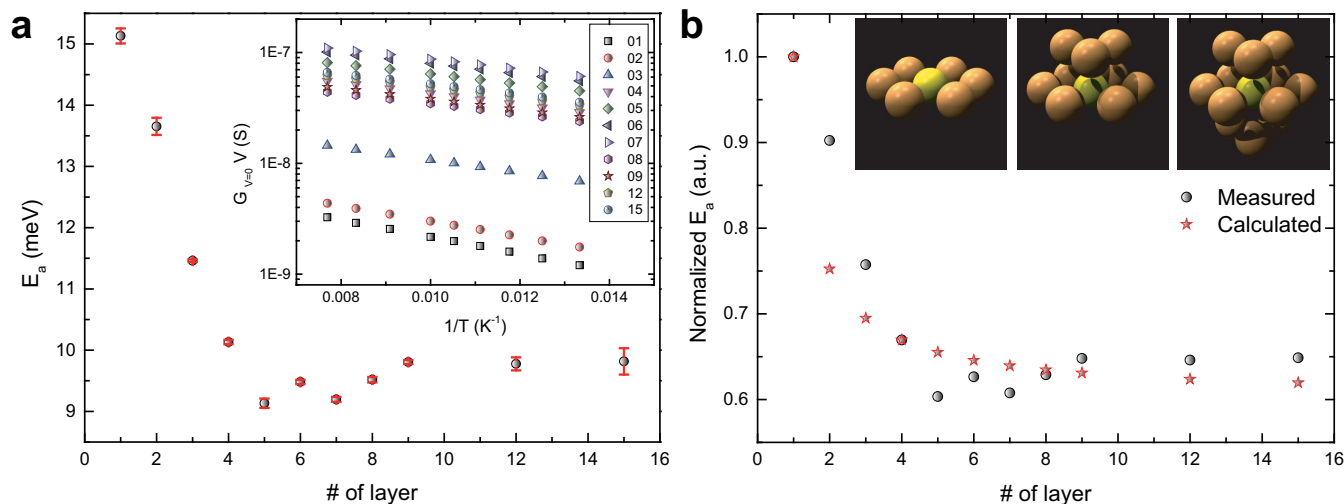 a
15
14
13
12
11
10
9
E_a (meV)
0 2 4 6 8 10 12 14 16
# of layer
1E-7
1E-8
1E-9
G_{V=0} V (S)
0.008 0.010 0.012 0.014
1/T (K^{-1})
01
02
03
04
05
06
07
08
09
12
15
b
1.0
0.9
0.8
0.7
0.6
Normalized E_a (a.u.)
Measured
Calculated
0 2 4 6 8 10 12 14 16
# of layer